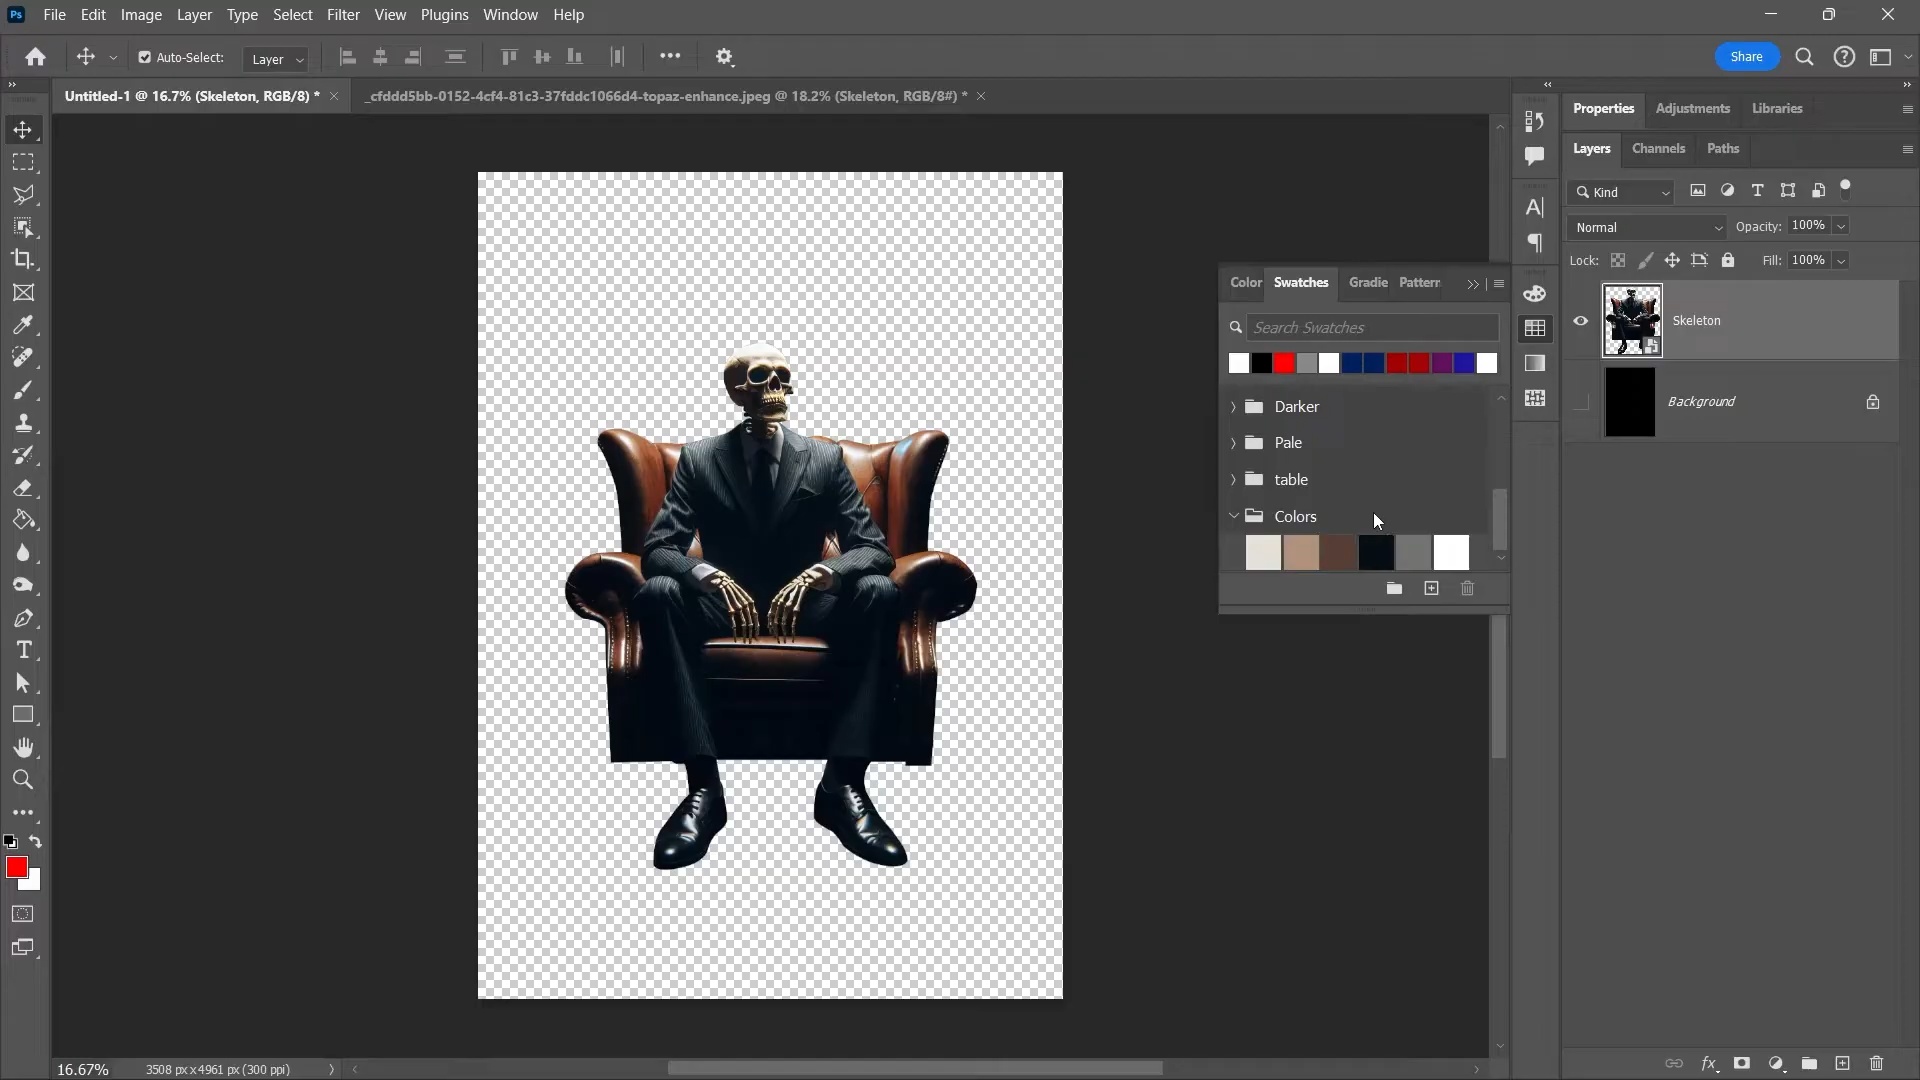 Ps File Edit Image Layer Type Select Filter View Plugins Window Help
Auto-Select: Layer Share
Untitled-1 @ 16.7% (Skeleton, RGB/8) * _cfddd5bb-0152-4cf4-81c3-37fddc1066d4-topaz-enhance.jpeg @ 18.2% (Skeleton, RGB/8#) *
Properties Adjustments Libraries
Layers Channels Paths
Kind
Normal Opacity: 100%
Lock: Fill: 100%
Skeleton
Background
Color Swatches Gradie Pattern
Search Swatches
Darker
Pale
table
Colors
16.67% 3508 px x 4961 px (300 ppi)